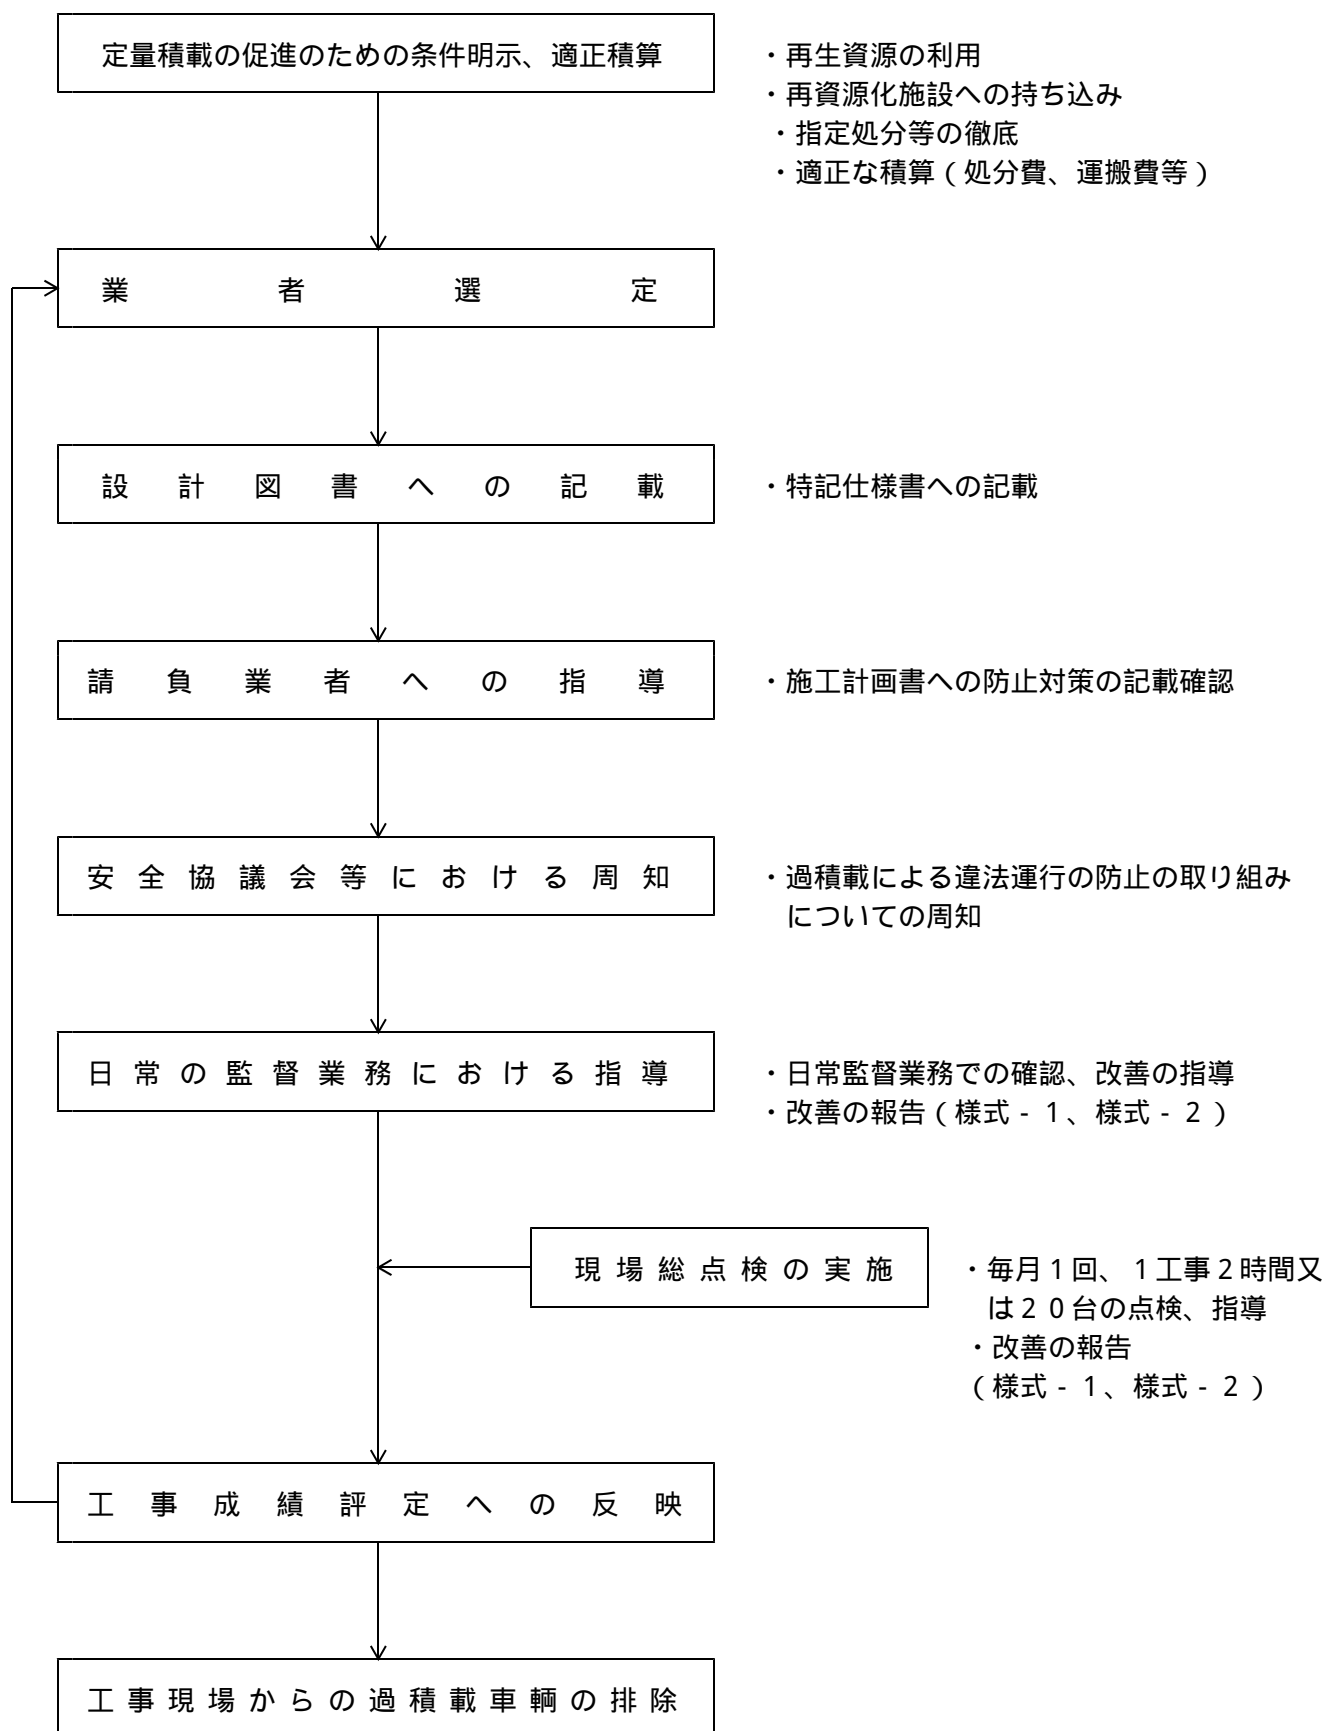 定量積載の促進のための条件明示、適正積算
・再生資源の利用
・再資源化施設への持ち込み
・指定処分等の徹底
・適正な積算(処分費、運搬費等)
業者選定
設計図書への記載
・特記仕様書への記載
請負業者への指導
・施工計画書への防止対策の記載確認
安全協議会等における周知
・過積載による違法運行の防止の取り組み
についての周知
日常の監督業務における指導
・日常監督業務での確認、改善の指導
・改善の報告(様式-1、様式-2)
現場総点検の実施
・毎月1回、1工事2時間又
は20台の点検、指導
・改善の報告
(様式-1、様式-2)
工事成績評定への反映
工事現場からの過積載車輌の排除